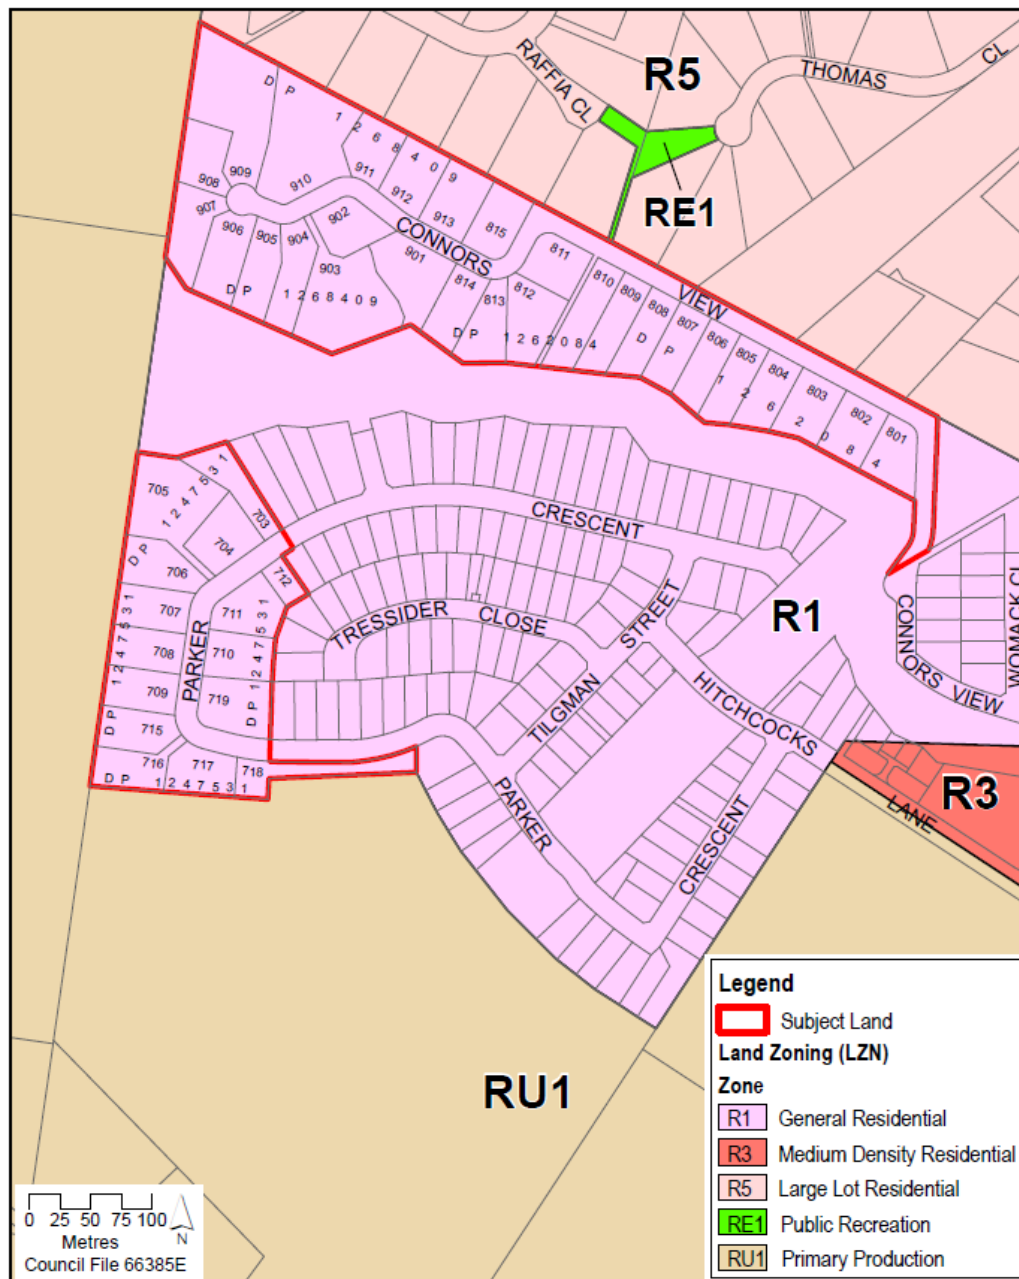 RAFFIA CL
R5
THOMAS
CL
RE1
D P 1 2 6 8 4 0 9
908
909
910
911
912
913
815
907
906
905
904
902
903
901
CONNORS
VIEW
814
813
812
811
810
809
808
807
806
805
804
803
802
801
D P 1 2 6 8 4 0 9
D P 1 2 6 2 0 8 4
D P 1 2 6 2 0 8 4
705
1 2 4 7 5 3 1
703
704
D P
706
712
707
711
708
710
709
719
715
716
717
718
PARKER
D P 1 2 4 7 5 3 1
1 2 4 7 5 3 1
D P
D P 1 2 4 7 5 3 1
CRESCENT
TRESSIDER CLOSE
STREET
TILGMAN
R1
HITCHCOCKS
CONNORS VIEW
WOMACK CL
PARKER
CRESCENT
LANE
R3
RU1
Legend
Subject Land
Land Zoning (LZN)
Zone
R1 General Residential
R3 Medium Density Residential
R5 Large Lot Residential
RE1 Public Recreation
RU1 Primary Production
0 25 50 75 100
Metres
N
Council File 66385E